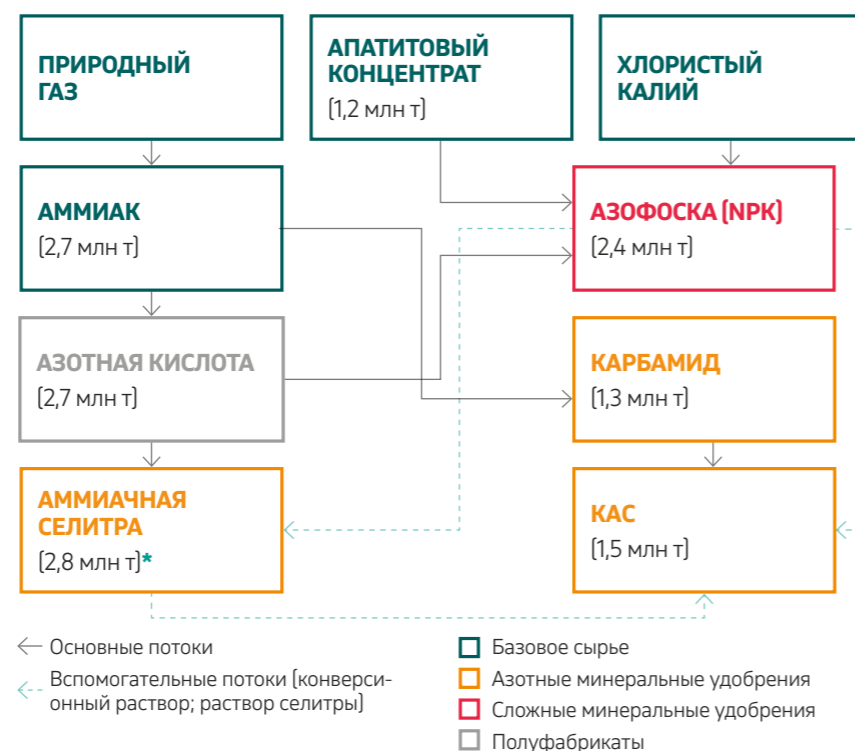 ПРИРОДНЫЙ
ГАЗ
АПАТИТОВЫЙ
КОНЦЕНТРАТ
(1,2 млн т)
ХЛОРИСТЫЙ
КАЛИЙ
АММИАК
(2,7 млн т)
АЗОФОСКА (NPK)
(2,4 млн т)
АЗОТНАЯ КИСЛОТА
(2,7 млн т)
КАРБАМИД
(1,3 млн т)
АММИАЧНАЯ
СЕЛИТРА
(2,8 млн т)*
КАС
(1,5 млн т)
Основные потоки
Вспомогательные потоки (конверси-
онный раствор; раствор селитры)
Базовое сырье
Азотные минеральные удобрения
Сложные минеральные удобрения
Полуфабрикаты